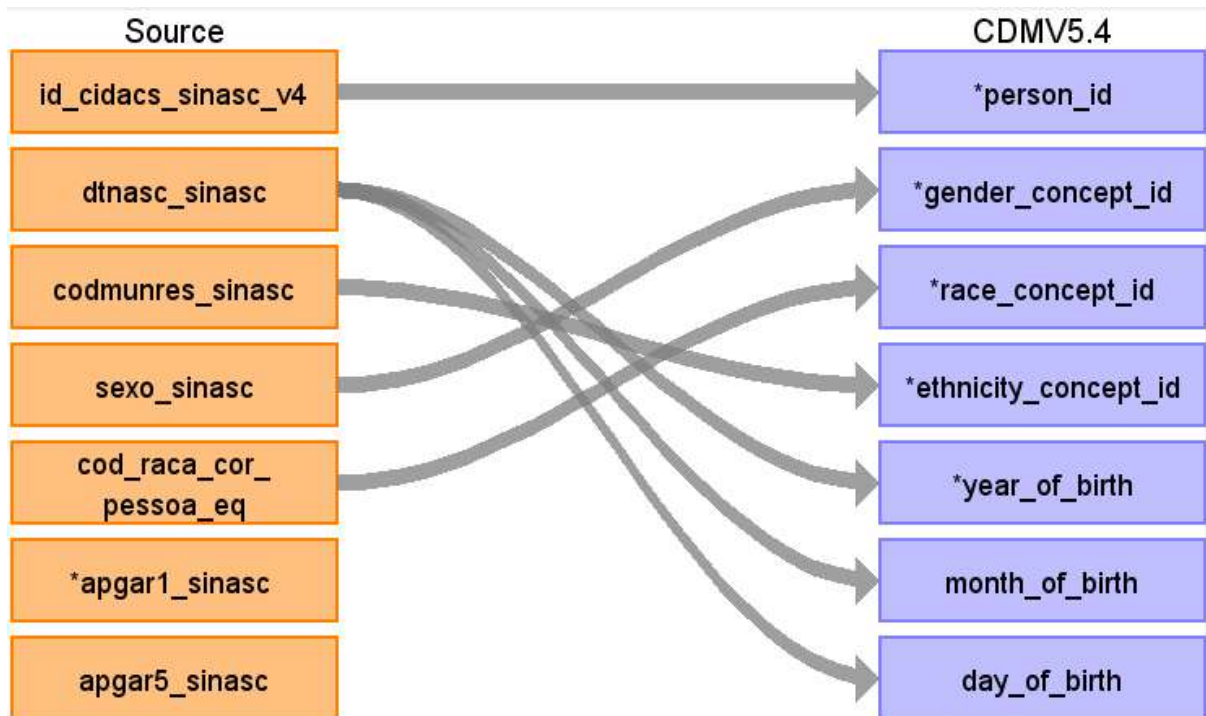 Source
CDMV5.4
id_cidacs_sinasc_v4
*person_id
dtnasc_sinasc
*gender_concept_id
codmunres_sinasc
*race_concept_id
sexo_sinasc
*ethnicity_concept_id
cod_raca_cor_
pessoa_eq
*year_of_birth
*apgar1_sinasc
month_of_birth
apgar5_sinasc
day_of_birth